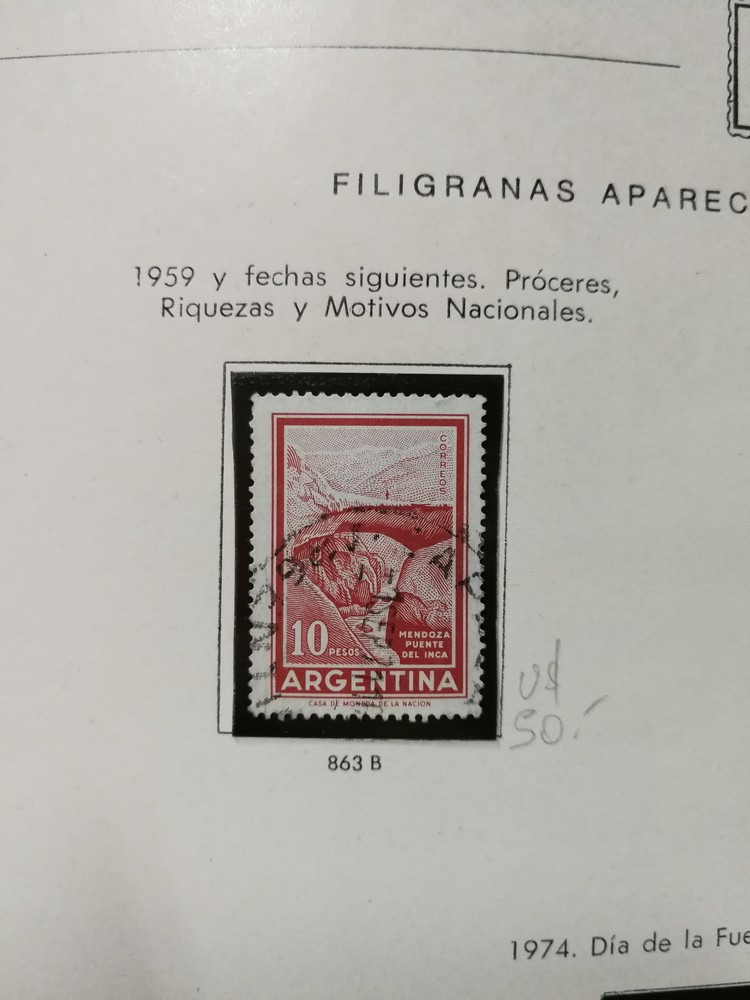 FILIGRANAS APAREC
1959 y fechas siguientes. Próceres,
Riquezas y Motivos Nacionales.
CORREOS
10 PESOS
MENDOZA
PUENTE
DEL INCA
ARGENTINA
CASA DE MONEDA DE LA NACION
U$
50.-
863 B
1974. Día de la Fue